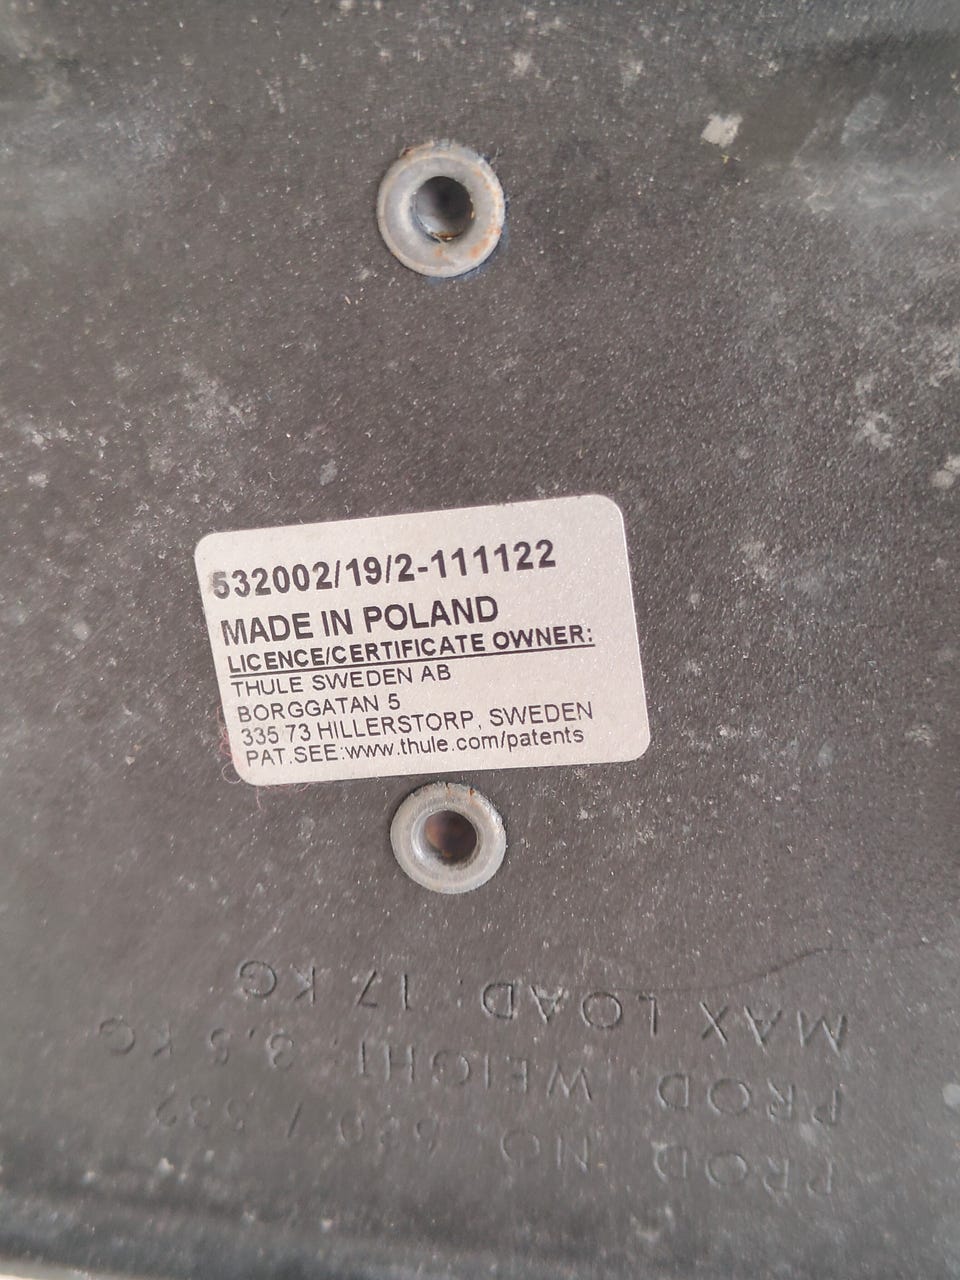 532002/19/2-111122
MADE IN POLAND
LICENCE/CERTIFICATE OWNER:
THULE SWEDEN AB
BORGGATAN 5
335 73 HILLERSTORP, SWEDEN
PAT.SEE:www.thule.com/patents
MAX LOAD: 17 KG
PROD. WEIGHT: 3,5 KG
PROD. NO. / 532